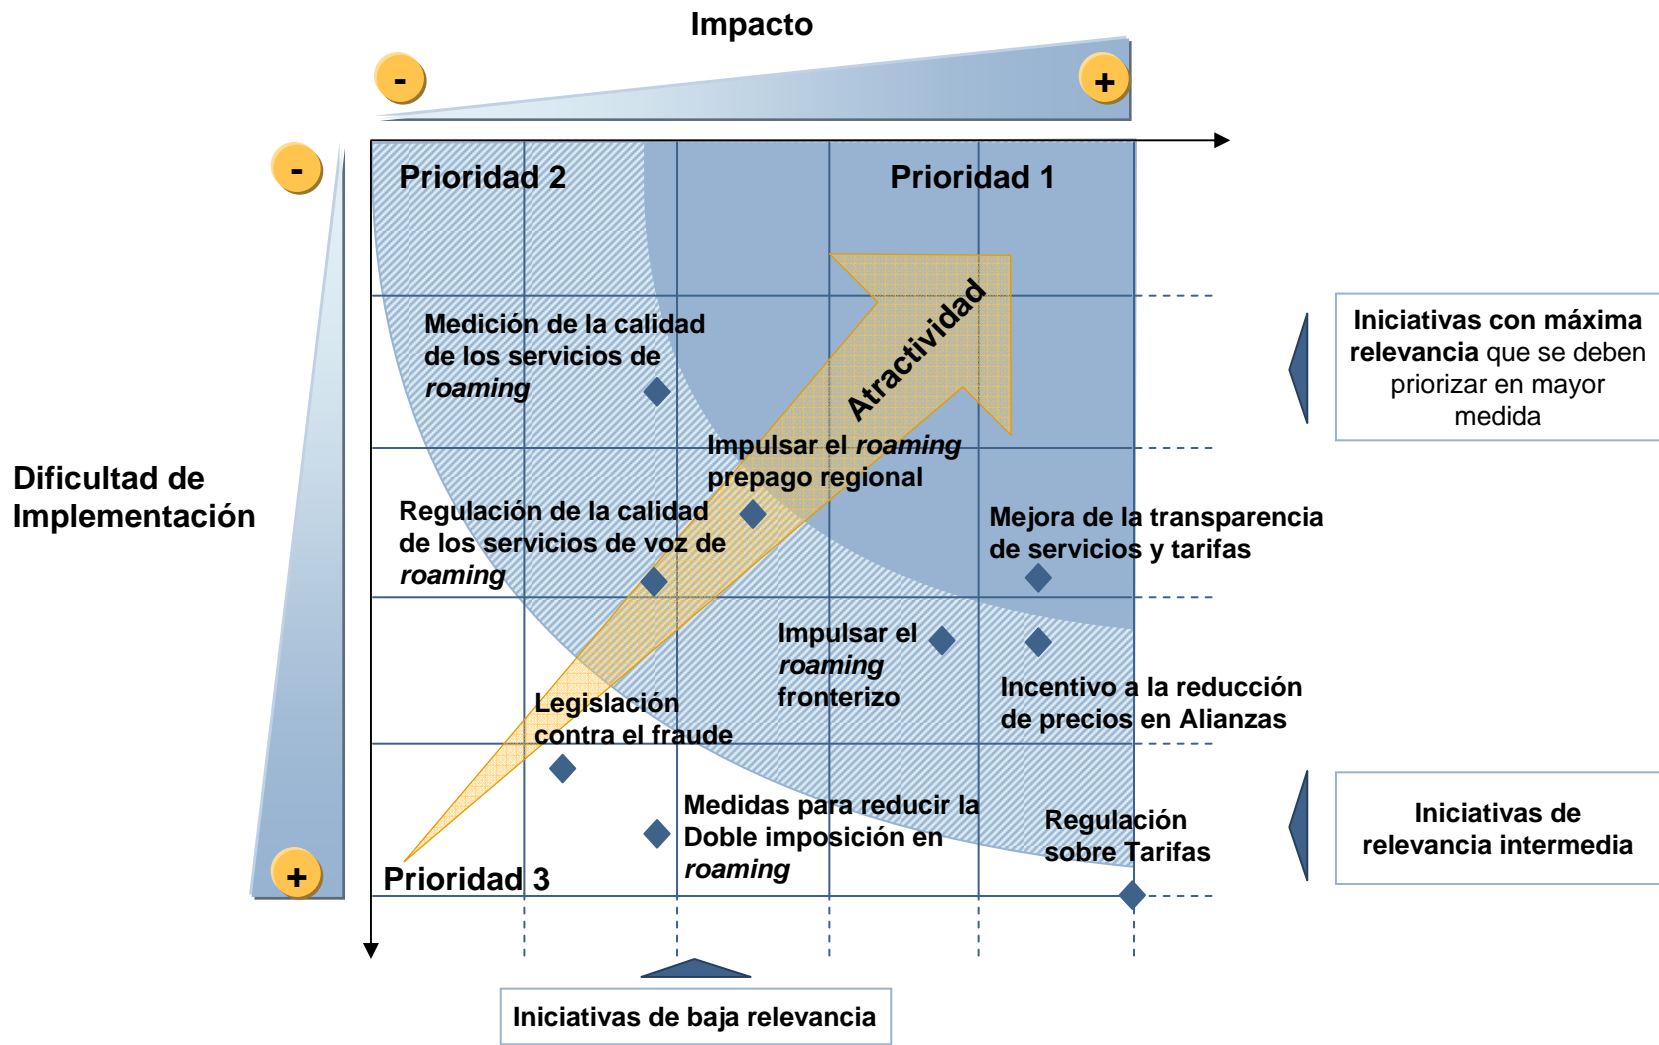 Impacto
-
+
-
Prioridad 2
Prioridad 1
Atractividad
Medición de la calidad
de los servicios de
roaming
Iniciativas con máxima
relevancia que se deben
priorizar en mayor
medida
Impulsar el roaming
prepago regional
Dificultad de
Implementación
Regulación de la calidad
de los servicios de voz de
roaming
Mejora de la transparencia
de servicios y tarifas
Impulsar el
roaming
fronterizo
Incentivo a la reducción
de precios en Alianzas
Legislación
contra el fraude
Medidas para reducir la
Doble imposición en
roaming
Regulación
sobre Tarifas
Iniciativas de
relevancia intermedia
+
Prioridad 3
Iniciativas de baja relevancia